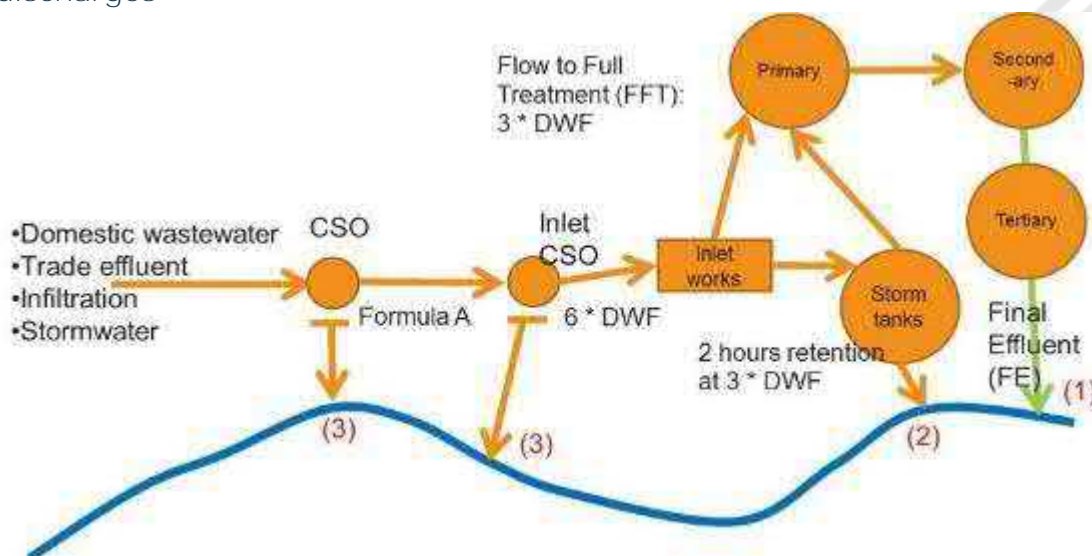 discharges
Flow to Full
Treatment (FFT):
3 * DWF
Primary
Second
-ary
•Domestic wastewater
•Trade effluent
•Infiltration
•Stormwater
CSO
Inlet
CSO
Inlet
works
Tertiary
Formula A
6 * DWF
Storm
tanks
2 hours retention
at 3 * DWF
Final
Effluent
(FE)
(1)
(2)
(3)
(3)